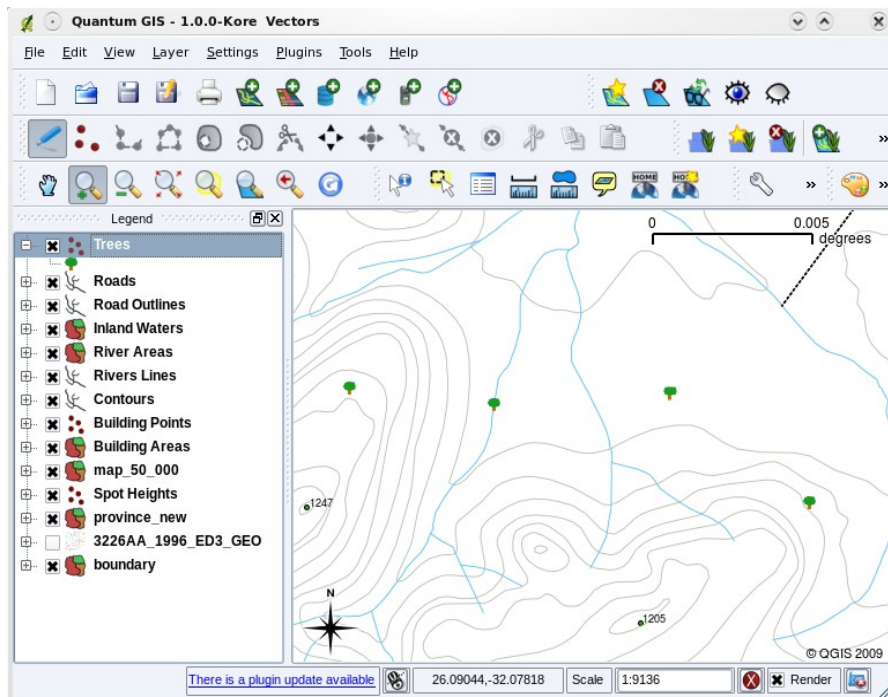 Quantum GIS - 1.0.0-Kore Vectors
File Edit View Layer Settings Plugins Tools Help
HOME
Legend
Trees
Roads
Road Outlines
Inland Waters
River Areas
Rivers Lines
Contours
Building Points
Building Areas
map_50_000
Spot Heights
province_new
3226AA_1996_ED3_GEO
boundary
0 0.005
degrees
1247
1205
N
© QGIS 2009
There is a plugin update available 26.09044,-32.07818 Scale 1:9136 Render